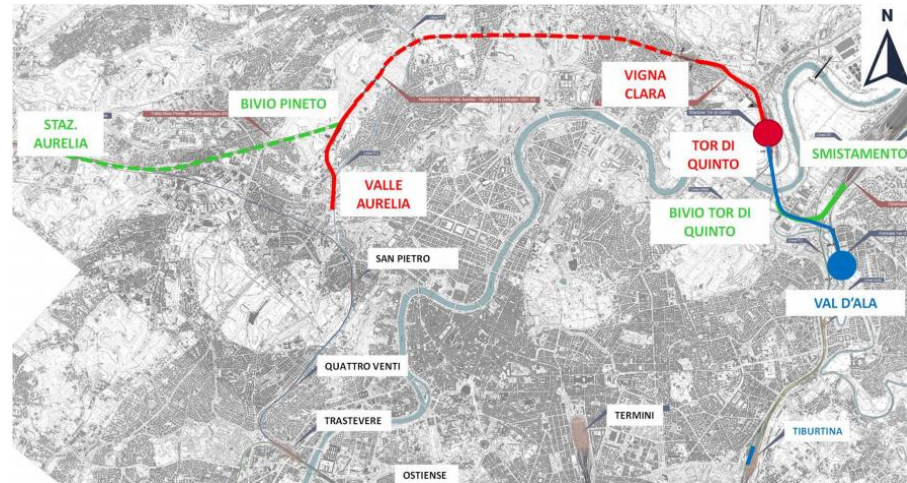 N
VIGNA
CLARA
BIVIO PINETO
STAZ.
AURELIA
TOR DI
QUINTO
SMISTAMENTO
VALLE
AURELIA
BIVIO TOR DI
QUINTO
SAN PIETRO
VAL D'ALA
QUATTRO VENTI
TRASTEVERE
TERMINI
TIBURTINA
OSTIENSE